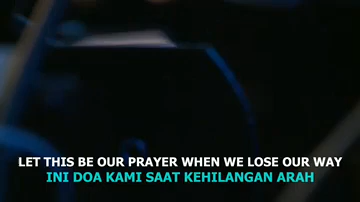 LET THIS BE OUR PRAYER WHEN WE LOSE OUR WAY
INI DOA KAMI SAAT KEHILANGAN ARAH